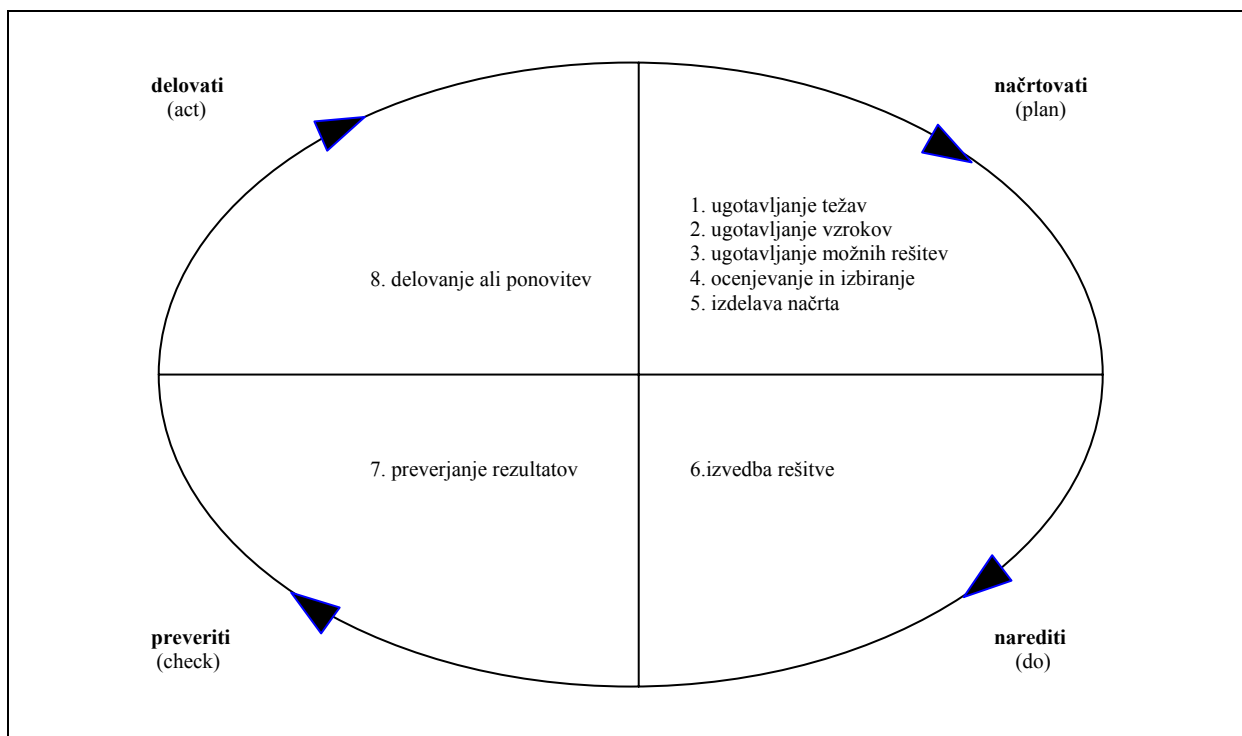 delovati
(act)
načrtovati
(plan)
1. ugotavljanje težav
2. ugotavljanje vzrokov
3. ugotavljanje možnih rešitev
4. ocenjevanje in izbiranje
5. izdelava načrta
8. delovanje ali ponovitev
7. preverjanje rezultatov
6.izvedba rešitve
preveriti
(check)
narediti
(do)